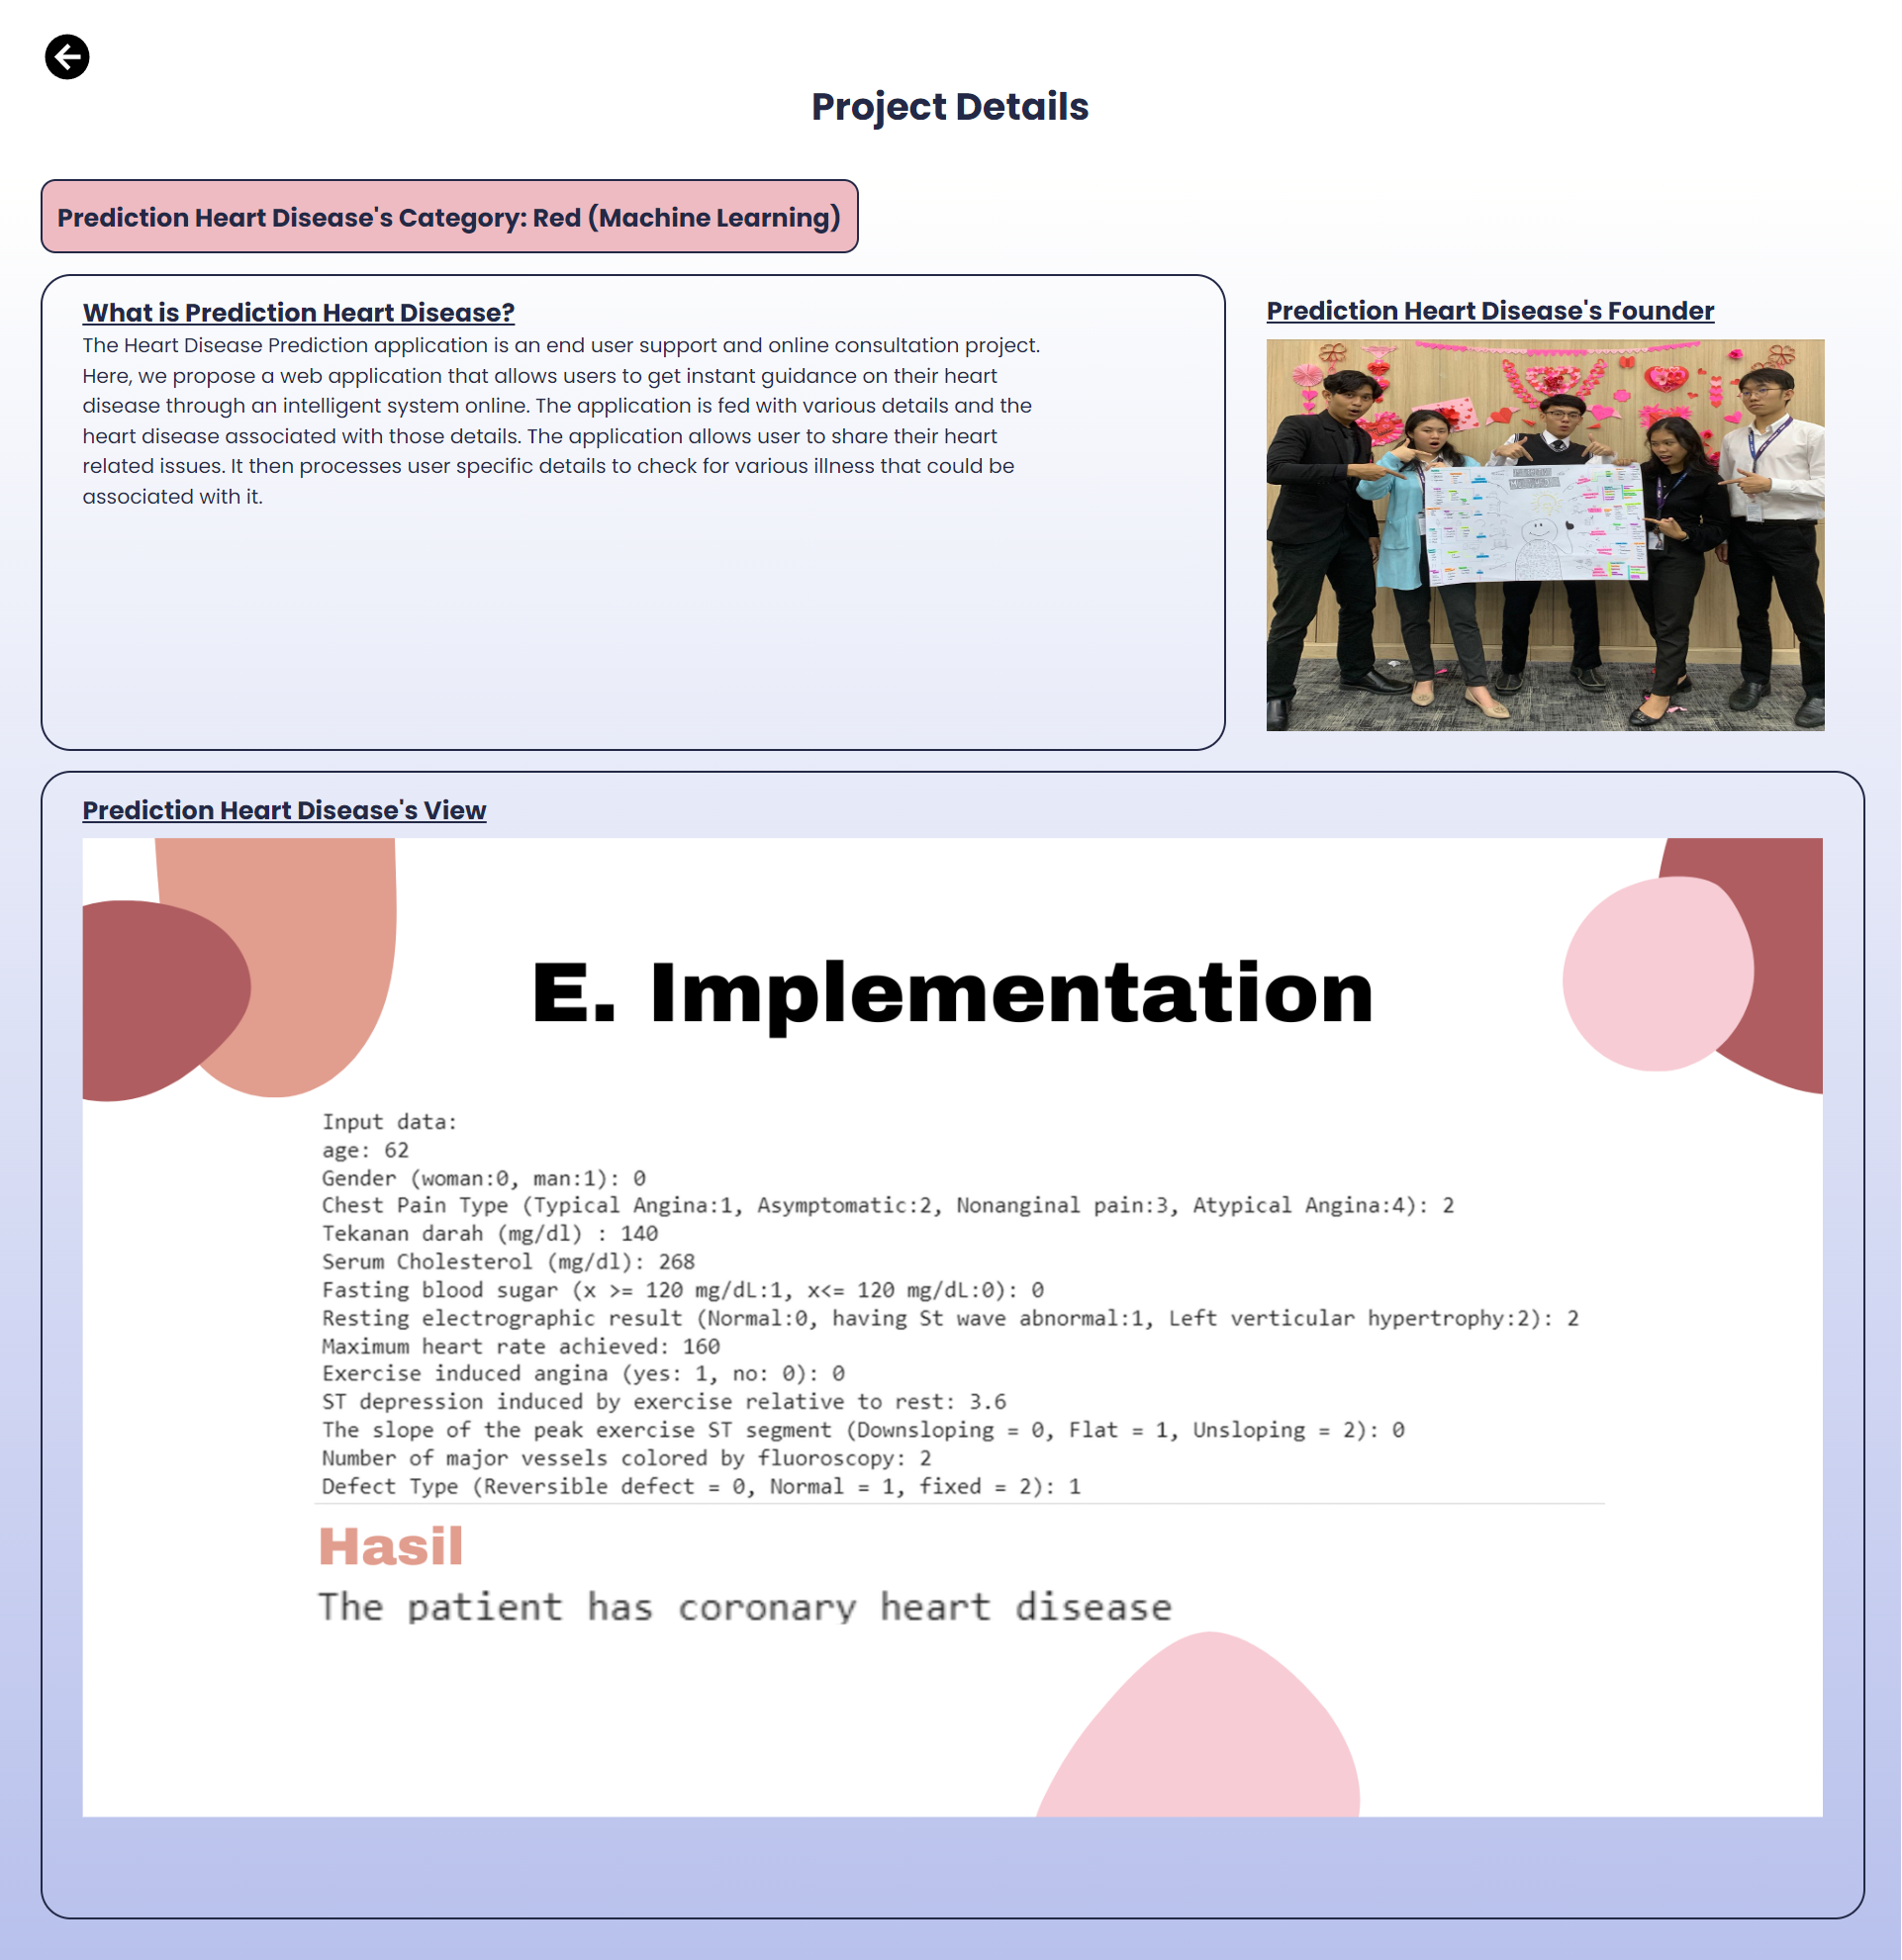 Project Details
Prediction Heart Disease's Category: Red (Machine Learning)
What is Prediction Heart Disease?
The Heart Disease Prediction application is an end user support and online consultation project.
Here, we propose a web application that allows users to get instant guidance on their heart
disease through an intelligent system online. The application is fed with various details and the
heart disease associated with those details. The application allows user to share their heart
related issues. It then processes user specific details to check for various illness that could be
associated with it.
Prediction Heart Disease's Founder
Prediction Heart Disease's View
E. Implementation
Input data:
age: 62
Gender (woman:0, man:1): 0
Chest Pain Type (Typical Angina:1, Asymptomatic:2, Nonanginal pain:3, Atypical Angina:4): 2
Tekanan darah (mg/dl) : 140
Serum Cholesterol (mg/dl): 268
Fasting blood sugar (x >= 120 mg/dL:1, x<= 120 mg/dL:0): 0
Resting electrographic result (Normal:0, having St wave abnormal:1, Left verticular hypertrophy:2): 2
Maximum heart rate achieved: 160
Exercise induced angina (yes: 1, no: 0): 0
ST depression induced by exercise relative to rest: 3.6
The slope of the peak exercise ST segment (Downsloping = 0, Flat = 1, Unsloping = 2): 0
Number of major vessels colored by fluoroscopy: 2
Defect Type (Reversible defect = 0, Normal = 1, fixed = 2): 1
Hasil
The patient has coronary heart disease